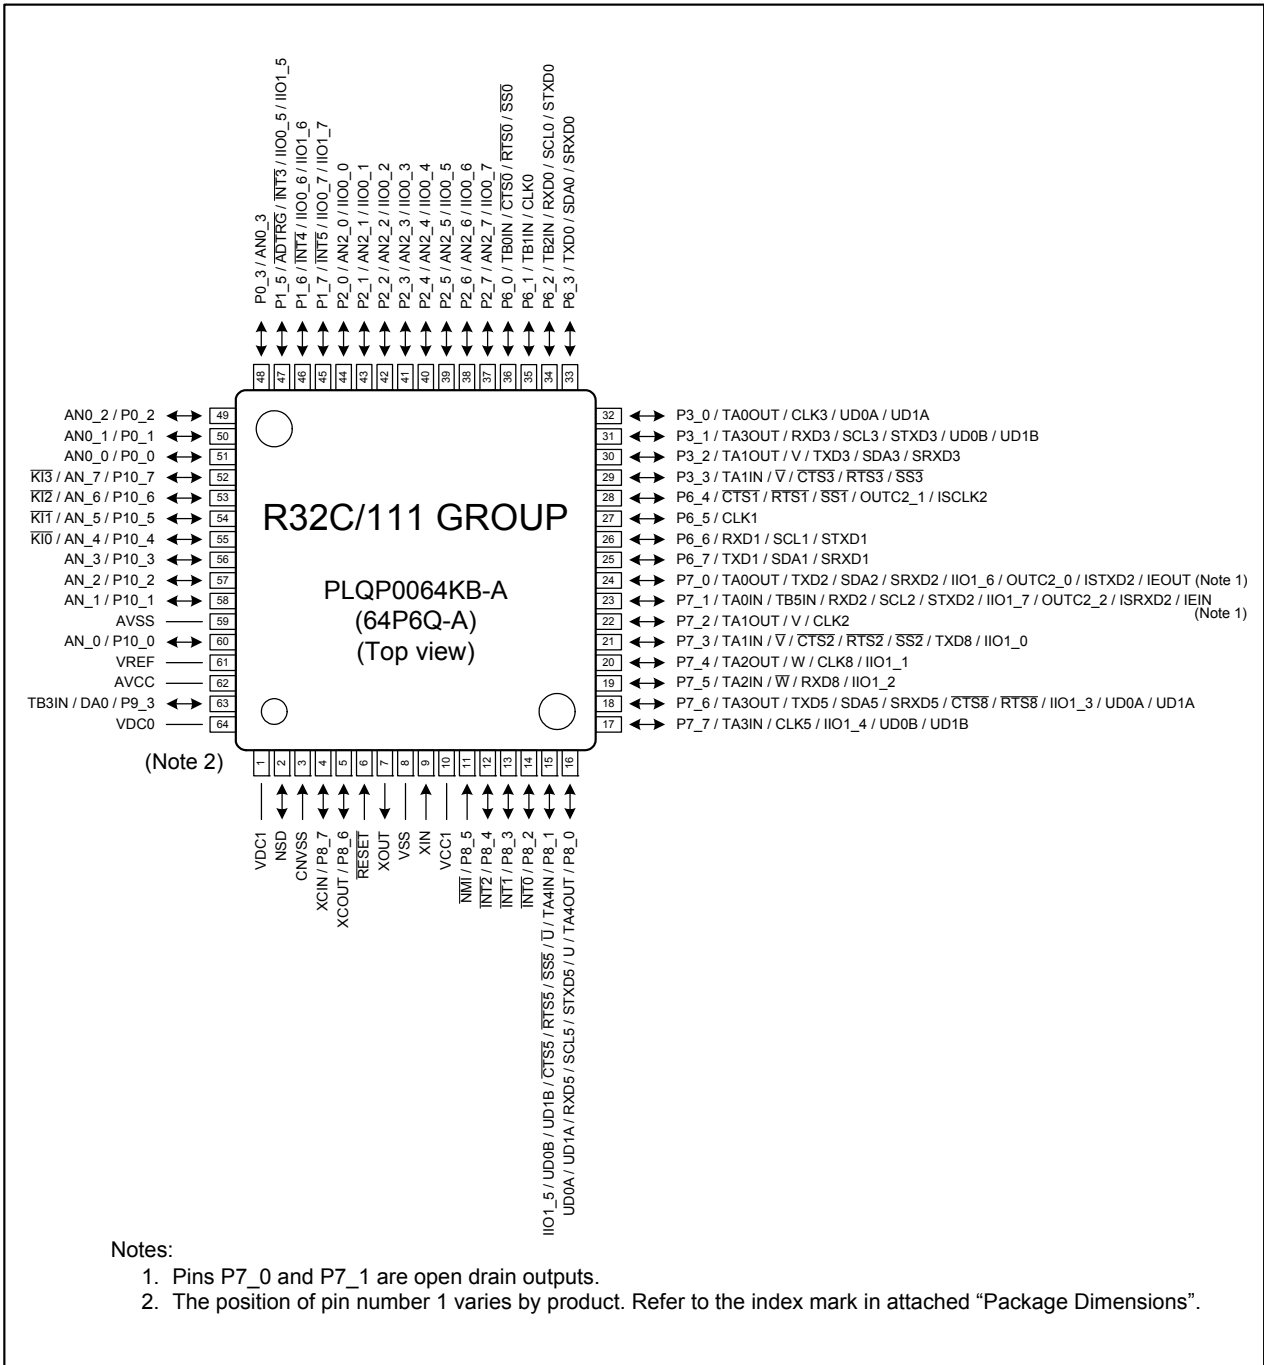 P0_3 / AN0_3
P1_5 / ADTRG / INT3 / IIO0_5 / IIO1_5
P1_6 / INT4 / IIO0_6 / IIO1_6
P1_7 / INT5 / IIO0_7 / IIO1_7
P2_0 / AN2_0 / IIO0_0
P2_1 / AN2_1 / IIO0_1
P2_2 / AN2_2 / IIO0_2
P2_3 / AN2_3 / IIO0_3
P2_4 / AN2_4 / IIO0_4
P2_5 / AN2_5 / IIO0_5
P2_6 / AN2_6 / IIO0_6
P2_7 / AN2_7 / IIO0_7
P6_0 / TB0IN / CTS0 / RTS0 / SS0
P6_1 / TB1IN / CLK0
P6_2 / TB2IN / RXD0 / SCL0 / STXD0
P6_3 / TXD0 / SDA0 / SRXD0
48 47 46 45 44 43 42 41 40 39 38 37 36 35 34 33
AN0_2 / P0_2 49
AN0_1 / P0_1 50
AN0_0 / P0_0 51
KI3 / AN_7 / P10_7 52
KI2 / AN_6 / P10_6 53
KI1 / AN_5 / P10_5 54
KI0 / AN_4 / P10_4 55
AN_3 / P10_3 56
AN_2 / P10_2 57
AN_1 / P10_1 58
AVSS 59
AN_0 / P10_0 60
VREF 61
AVCC 62
TB3IN / DA0 / P9_3 63
VDC0 64
R32C/111 GROUP
PLQP0064KB-A
(64P6Q-A)
(Top view)
32 P3_0 / TA0OUT / CLK3 / UD0A / UD1A
31 P3_1 / TA3OUT / RXD3 / SCL3 / STXD3 / UD0B / UD1B
30 P3_2 / TA1OUT / V / TXD3 / SDA3 / SRXD3
29 P3_3 / TA1IN / V / CTS3 / RTS3 / SS3
28 P6_4 / CTS1 / RTS1 / SS1 / OUTC2_1 / ISCLK2
27 P6_5 / CLK1
26 P6_6 / RXD1 / SCL1 / STXD1
25 P6_7 / TXD1 / SDA1 / SRXD1
24 P7_0 / TA0OUT / TXD2 / SDA2 / SRXD2 / IIO1_6 / OUTC2_0 / ISTXD2 / IEOUT (Note 1)
23 P7_1 / TA0IN / TB5IN / RXD2 / SCL2 / STXD2 / IIO1_7 / OUTC2_2 / ISRXD2 / IEIN
(Note 1)
22 P7_2 / TA1OUT / V / CLK2
21 P7_3 / TA1IN / V / CTS2 / RTS2 / SS2 / TXD8 / IIO1_0
20 P7_4 / TA2OUT / W / CLK8 / IIO1_1
19 P7_5 / TA2IN / W / RXD8 / IIO1_2
18 P7_6 / TA3OUT / TXD5 / SDA5 / SRXD5 / CTS8 / RTS8 / IIO1_3 / UD0A / UD1A
17 P7_7 / TA3IN / CLK5 / IIO1_4 / UD0B / UD1B
(Note 2)
1 2 3 4 5 6 7 8 9 10 11 12 13 14 15 16
VDC1
NSD
CNVSS
XCIN / P8_7
XCOUT / P8_6
RESET
XOUT
VSS
XIN
VCC1
NMI / P8_5
INT2 / P8_4
INT1 / P8_3
INT0 / P8_2
IIO1_5 / UD0B / UD1B / CTS5 / RTS5 / SS5 / U / TA4IN / P8_1
UD0A / UD1A / RXD5 / SCL5 / STXD5 / U / TA4OUT / P8_0
Notes:
1. Pins P7_0 and P7_1 are open drain outputs.
2. The position of pin number 1 varies by product. Refer to the index mark in attached “Package Dimensions”.